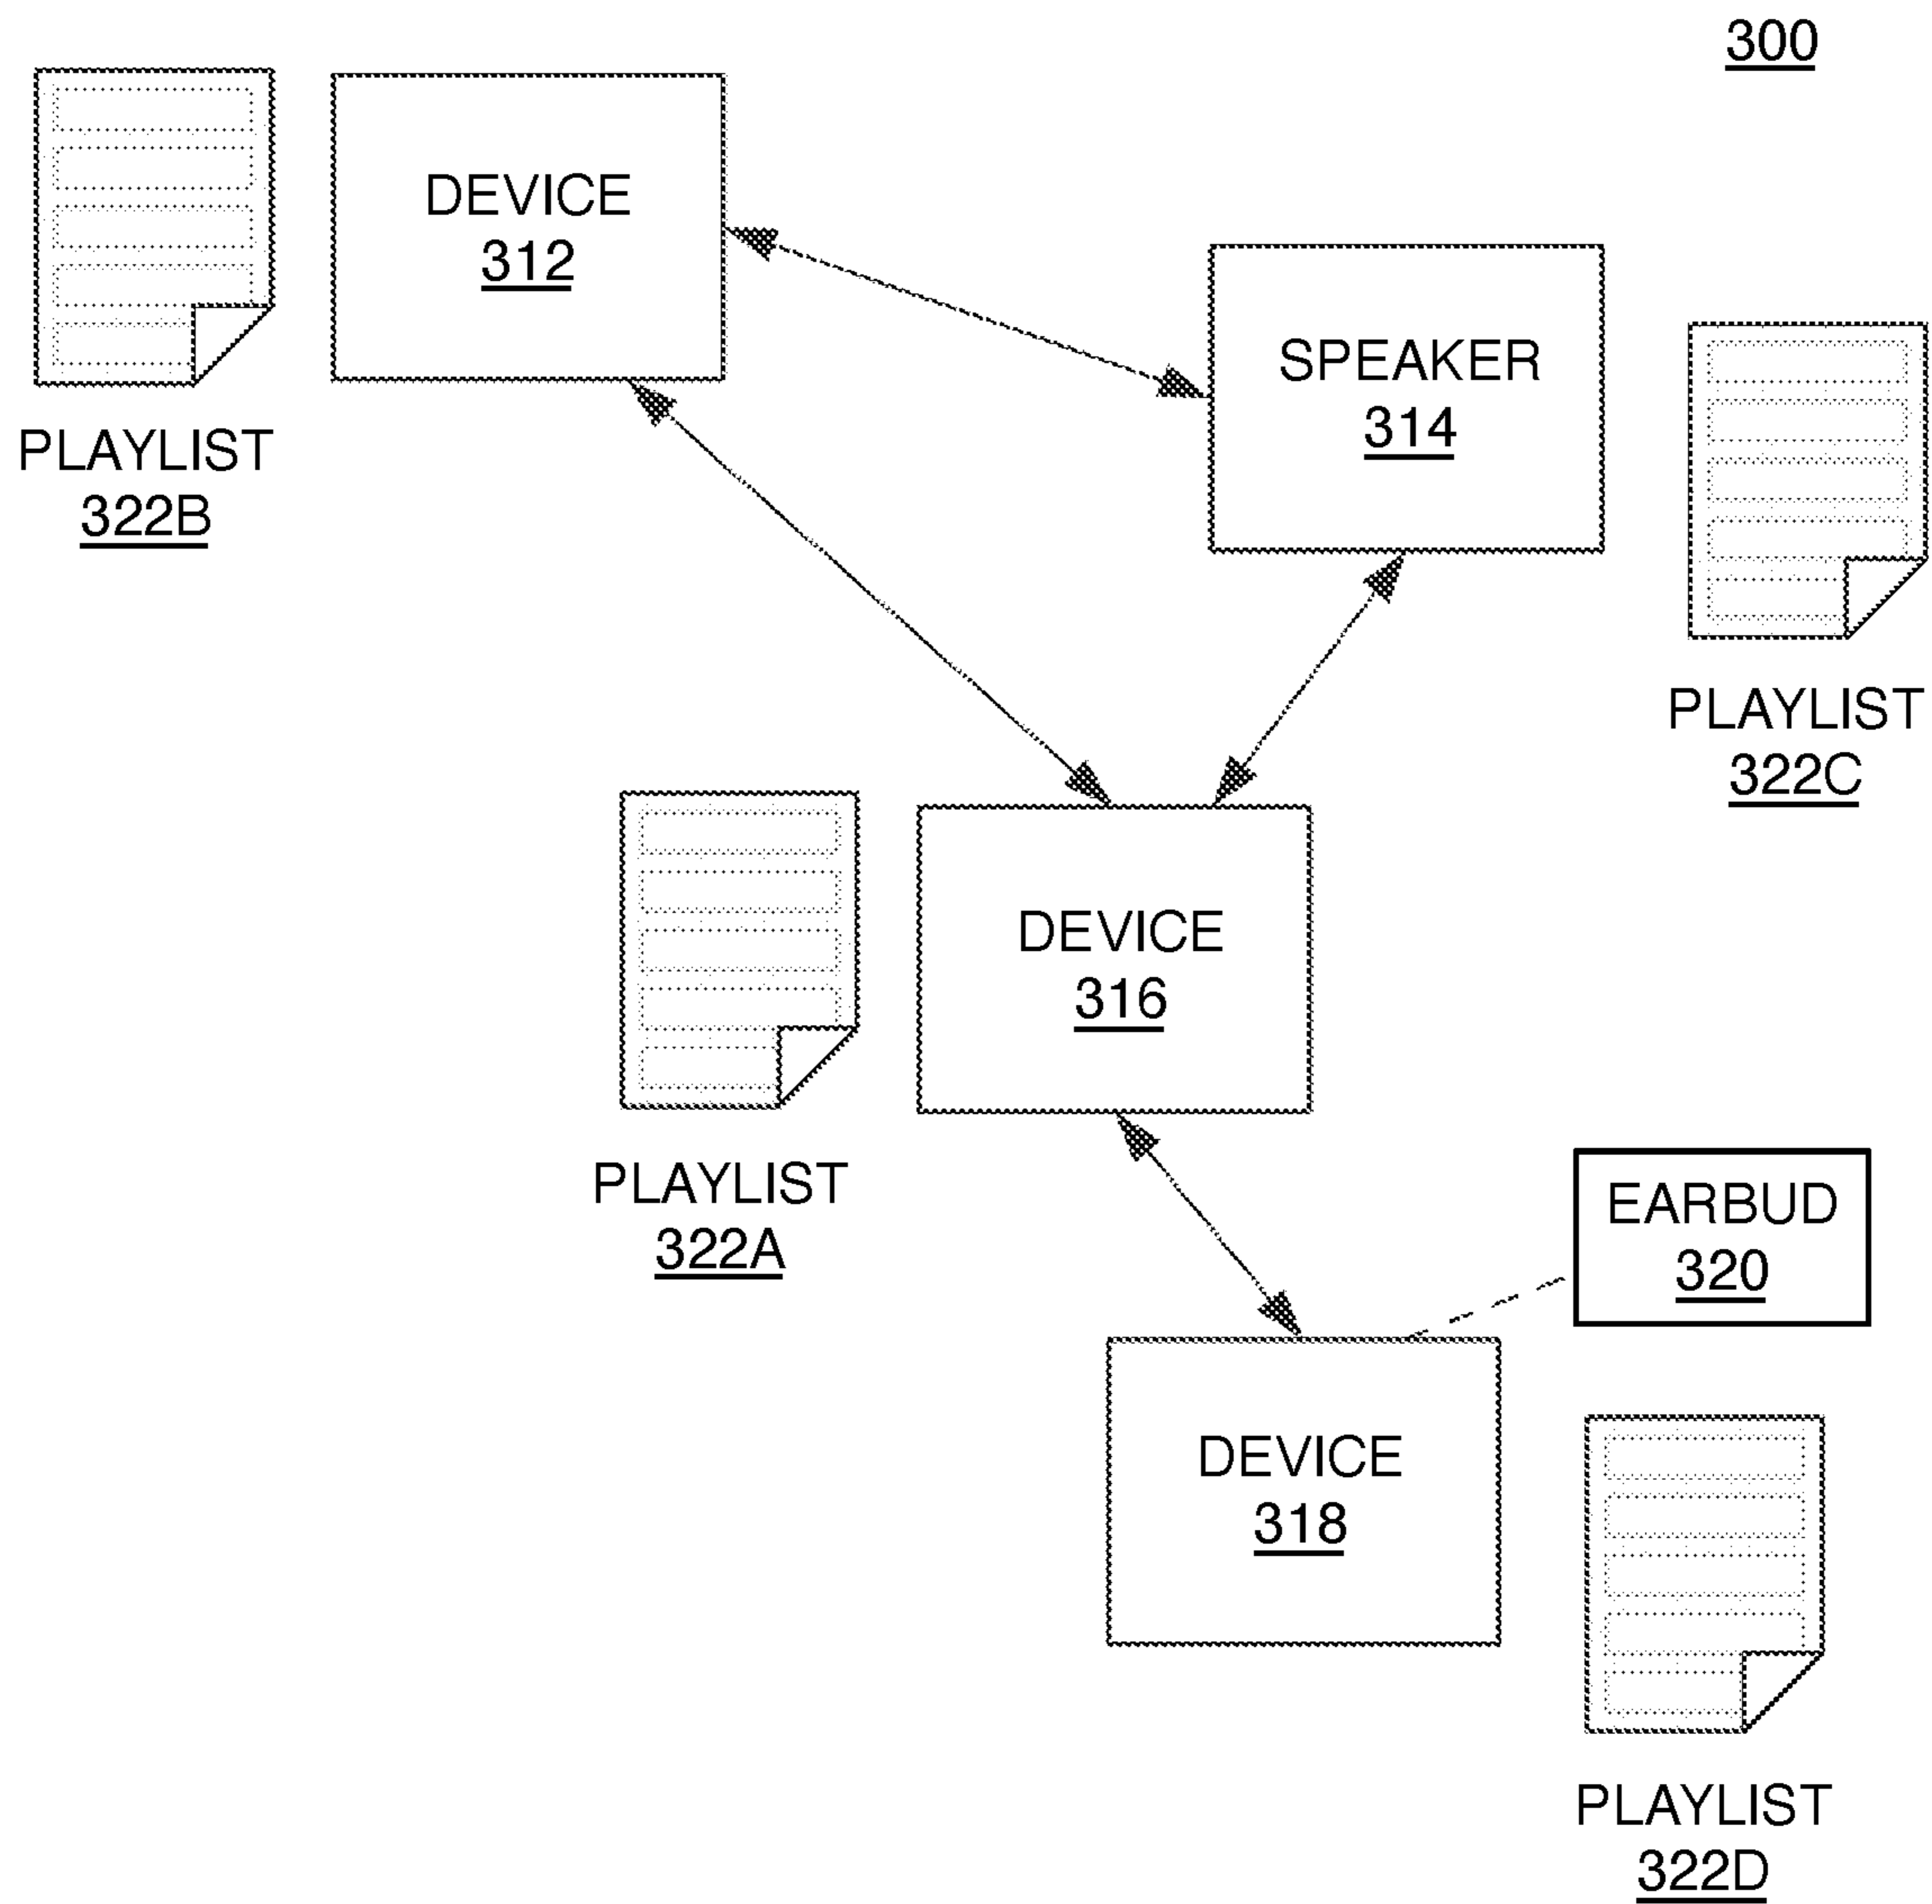 300
DEVICE
312
PLAYLIST
322B
SPEAKER
314
PLAYLIST
322C
DEVICE
316
PLAYLIST
322A
EARBUD
320
DEVICE
318
PLAYLIST
322D